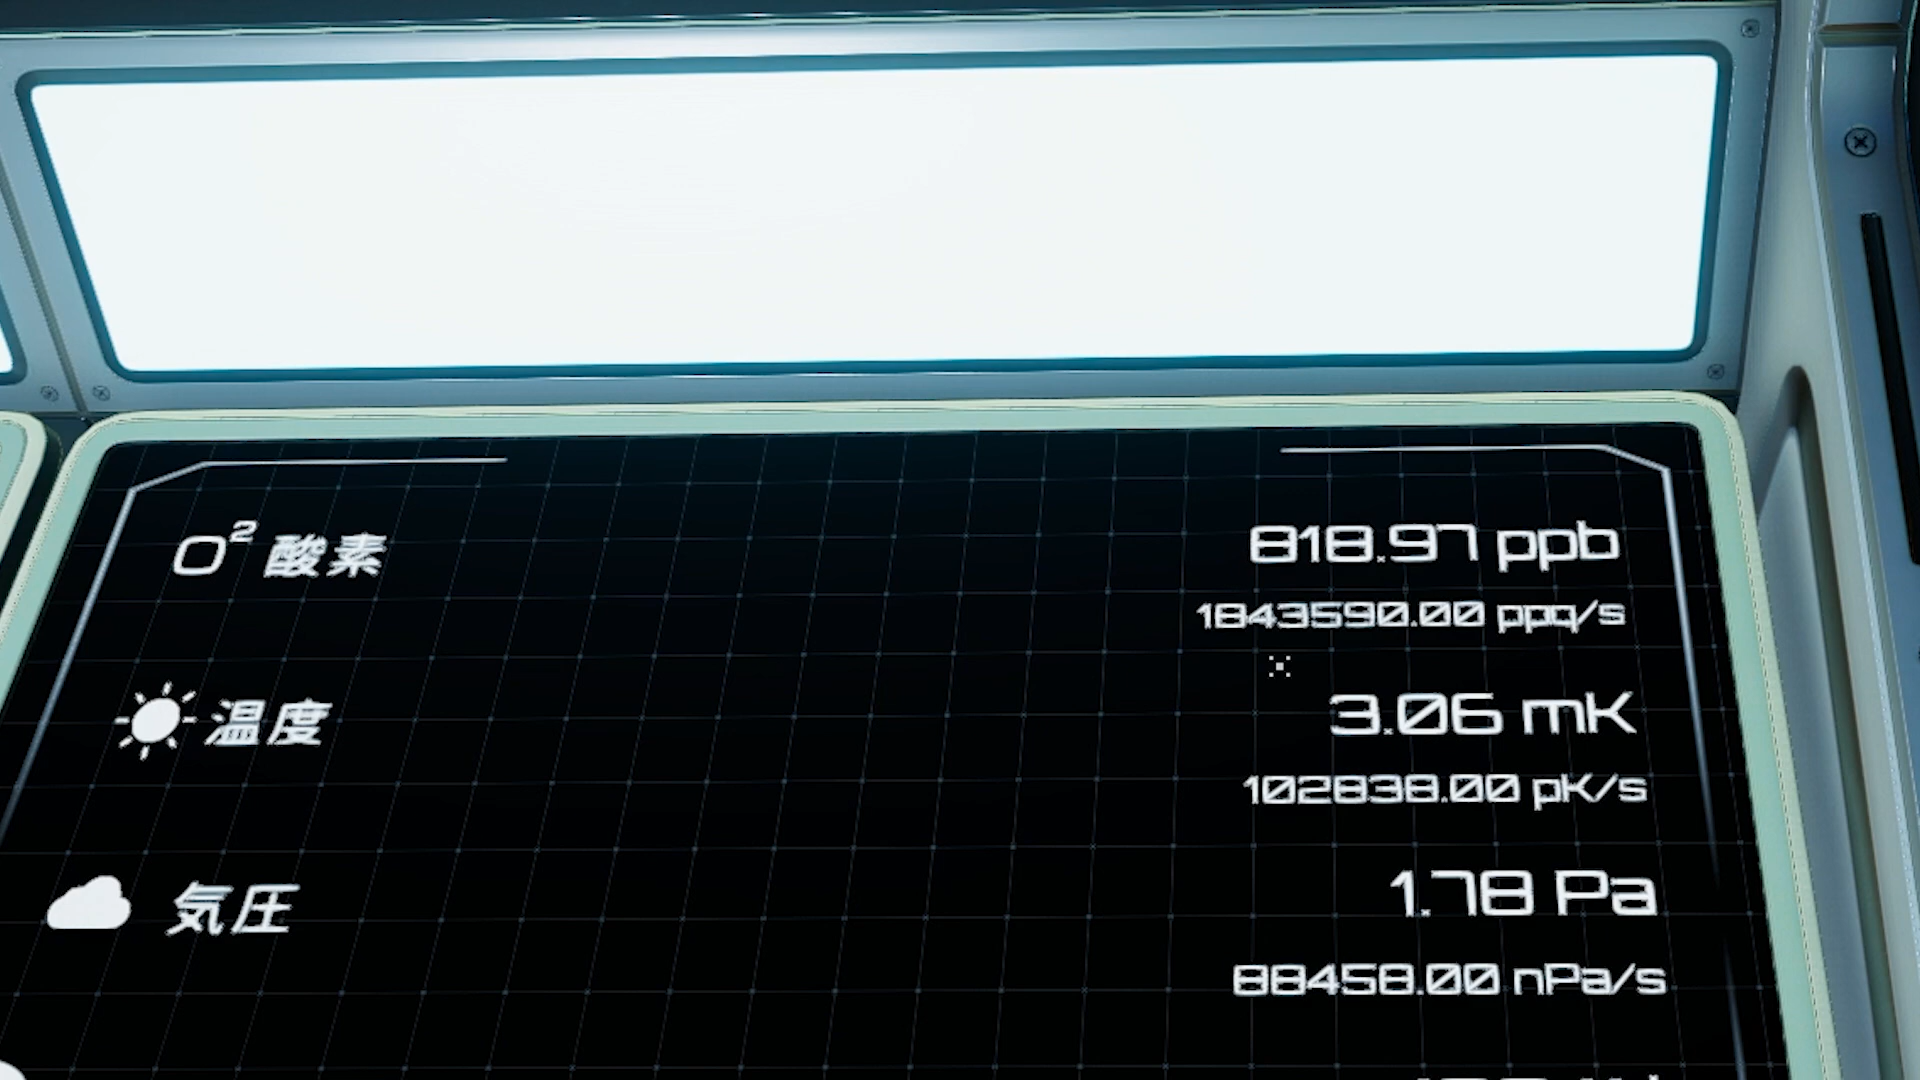 O² 酸素 818.97 ppb
1843590.00 ppq/s
温度 3.06 mK
102838.00 pK/s
気圧 1.78 Pa
88458.00 nPa/s